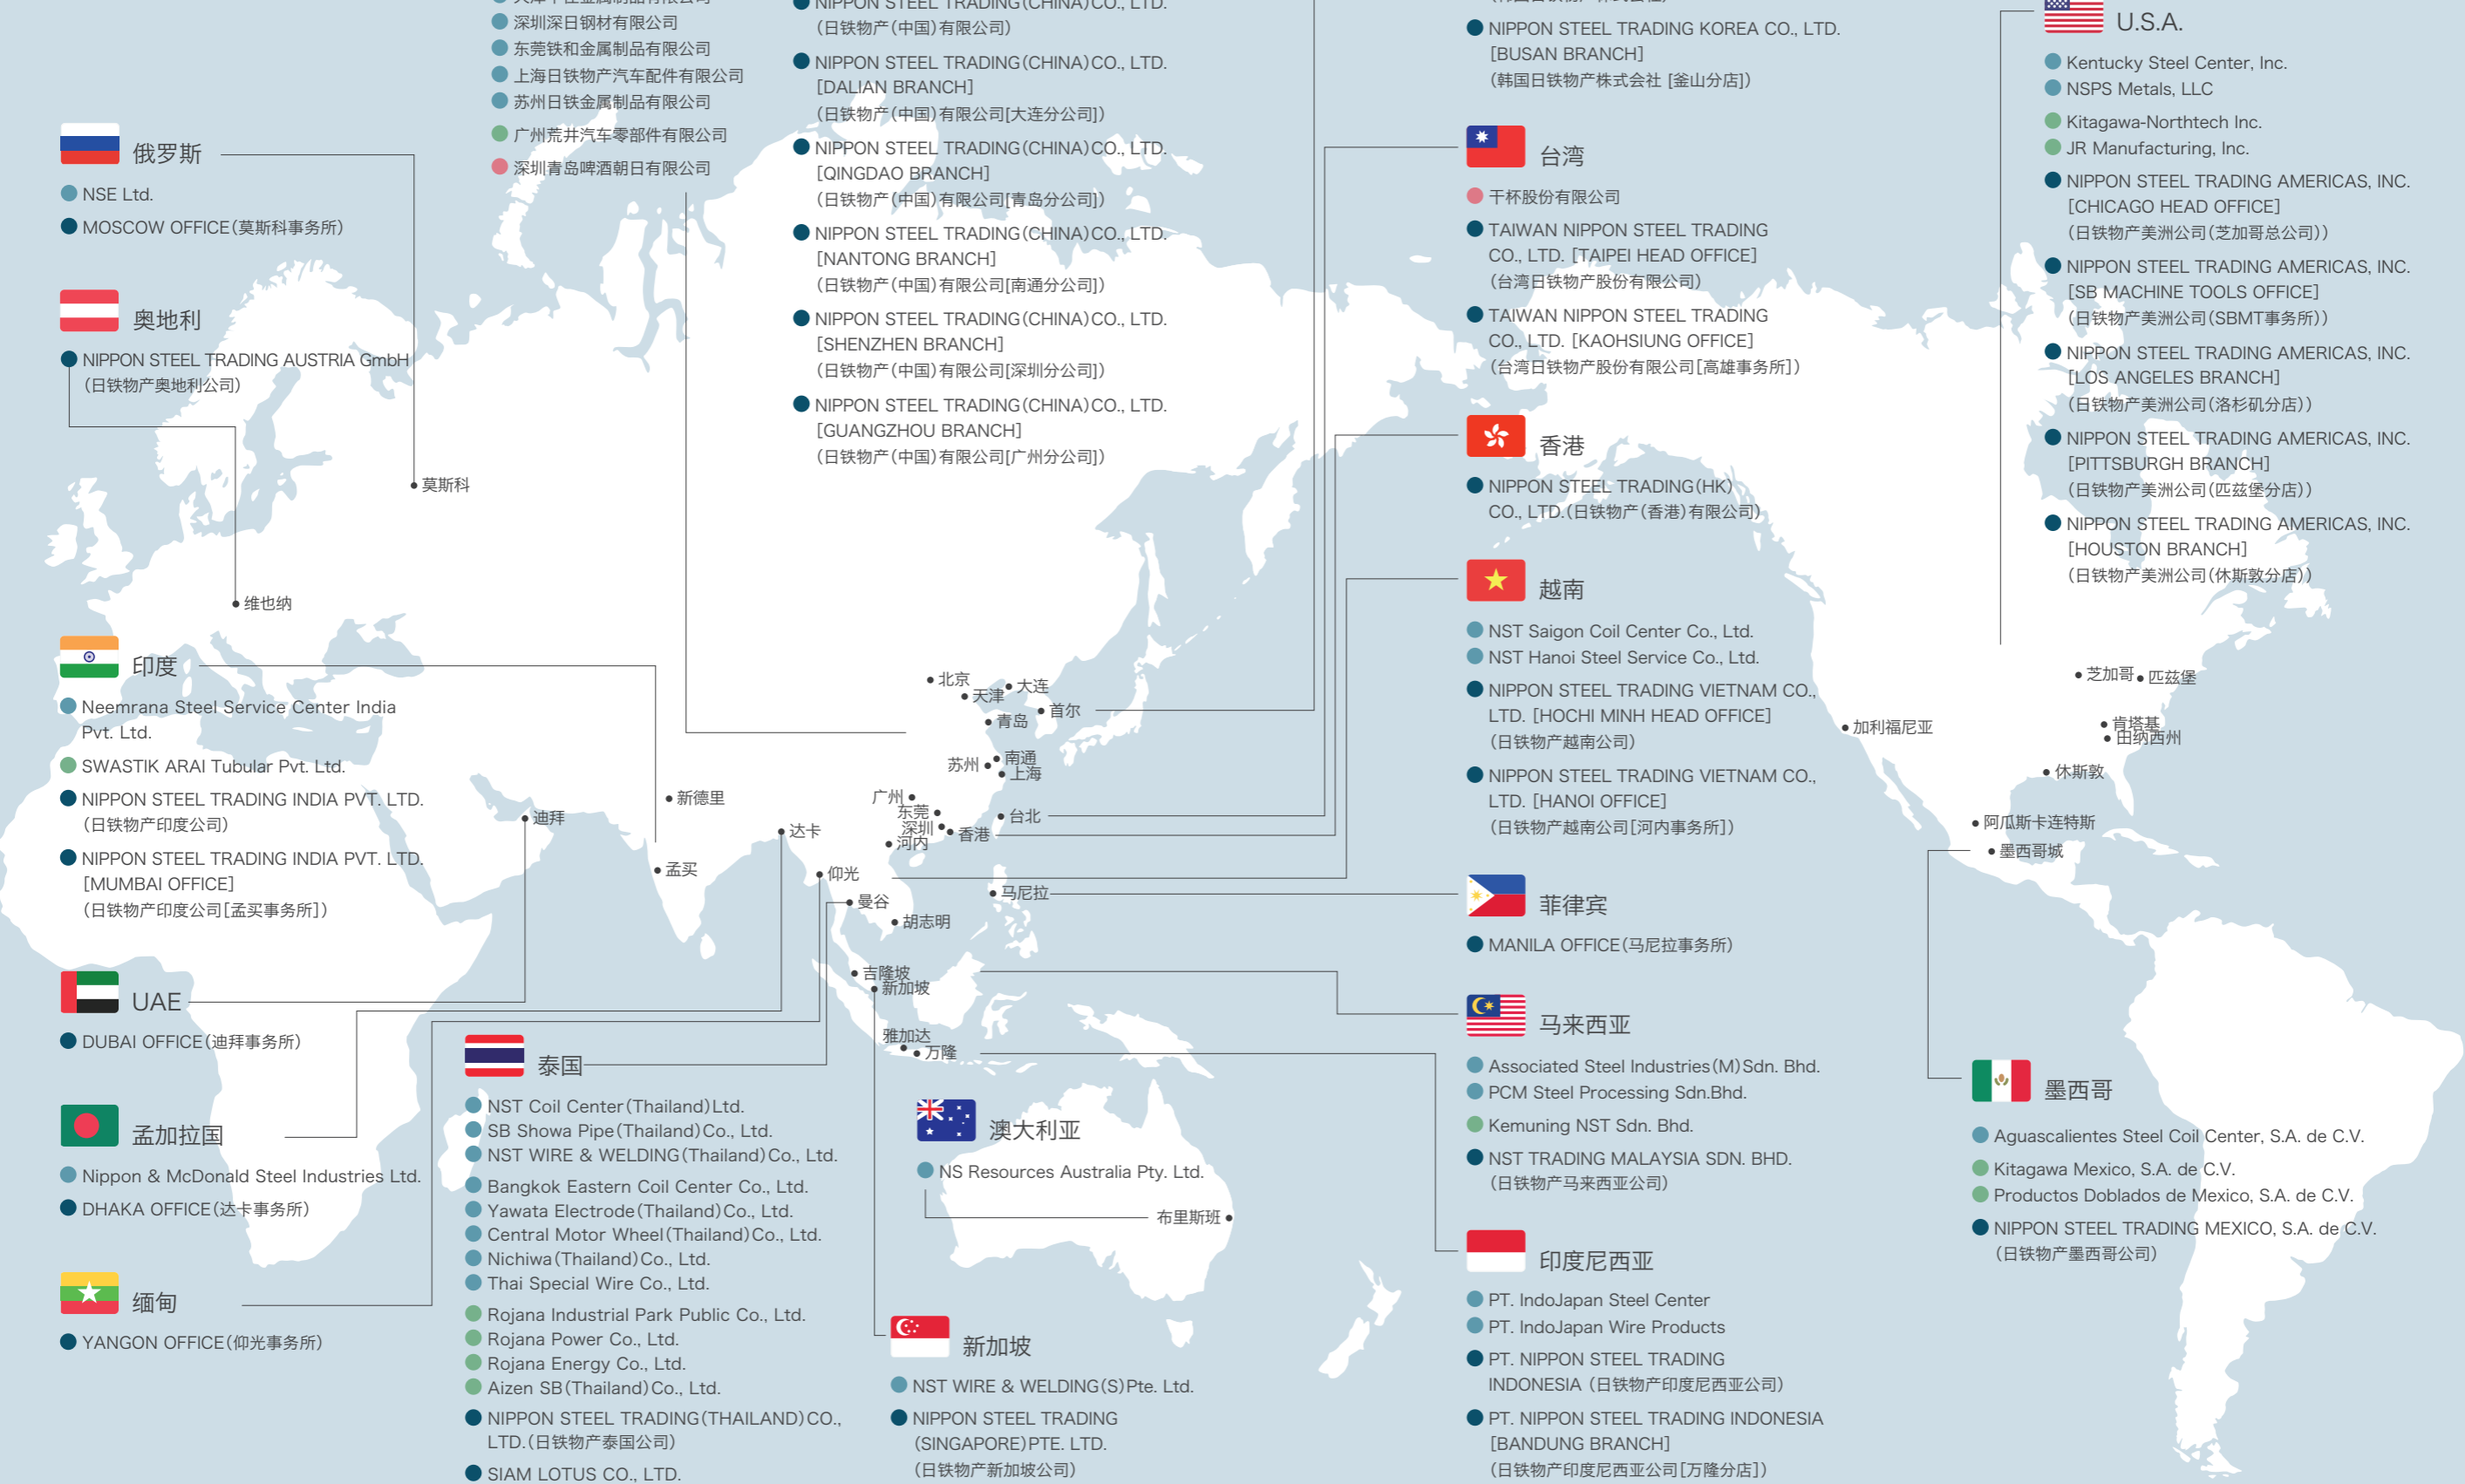 俄罗斯
NSE Ltd.
MOSCOW OFFICE(莫斯科事务所)
奥地利
NIPPON STEEL TRADING AUSTRIA GmbH
(日铁物产奥地利公司)
印度
Neemrana Steel Service Center India
Pvt. Ltd.
SWASTIK ARAI Tubular Pvt. Ltd.
NIPPON STEEL TRADING INDIA PVT. LTD.
(日铁物产印度公司)
NIPPON STEEL TRADING INDIA PVT. LTD.
[MUMBAI OFFICE]
(日铁物产印度公司[孟买事务所])
UAE
DUBAI OFFICE(迪拜事务所)
孟加拉国
Nippon & McDonald Steel Industries Ltd.
DHAKA OFFICE(达卡事务所)
缅甸
YANGON OFFICE(仰光事务所)
深圳深日钢材有限公司
东莞铁和金属制品有限公司
上海日铁物产汽车配件有限公司
苏州日铁金属制品有限公司
广州荒井汽车零部件有限公司
深圳青岛啤酒朝日有限公司
NIPPON STEEL TRADING(CHINA)CO., LTD.
(日铁物产(中国)有限公司)
NIPPON STEEL TRADING(CHINA)CO., LTD.
[DALIAN BRANCH]
(日铁物产(中国)有限公司[大连分公司])
NIPPON STEEL TRADING(CHINA)CO., LTD.
[QINGDAO BRANCH]
(日铁物产(中国)有限公司[青岛分公司])
NIPPON STEEL TRADING(CHINA)CO., LTD.
[NANTONG BRANCH]
(日铁物产(中国)有限公司[南通分公司])
NIPPON STEEL TRADING(CHINA)CO., LTD.
[SHENZHEN BRANCH]
(日铁物产(中国)有限公司[深圳分公司])
NIPPON STEEL TRADING(CHINA)CO., LTD.
[GUANGZHOU BRANCH]
(日铁物产(中国)有限公司[广州分公司])
莫斯科
维也纳
北京
天津
大连
青岛
首尔
苏州
南通
上海
广州
东莞
深圳
香港
台北
河内
新德里
迪拜
达卡
孟买
仰光
曼谷
马尼拉
胡志明
吉隆坡
新加坡
雅加达
万隆
泰国
NST Coil Center(Thailand)Ltd.
SB Showa Pipe(Thailand)Co., Ltd.
NST WIRE & WELDING(Thailand)Co., Ltd.
Bangkok Eastern Coil Center Co., Ltd.
Yawata Electrode(Thailand)Co., Ltd.
Central Motor Wheel(Thailand)Co., Ltd.
Nichiwa(Thailand)Co., Ltd.
Thai Special Wire Co., Ltd.
Rojana Industrial Park Public Co., Ltd.
Rojana Power Co., Ltd.
Rojana Energy Co., Ltd.
Aizen SB(Thailand)Co., Ltd.
NIPPON STEEL TRADING(THAILAND)CO.,
LTD.(日铁物产泰国公司)
SIAM LOTUS CO., LTD.
澳大利亚
NS Resources Australia Pty. Ltd.
布里斯班
新加坡
NST WIRE & WELDING(S)Pte. Ltd.
NIPPON STEEL TRADING
(SINGAPORE)PTE. LTD.
(日铁物产新加坡公司)
NIPPON STEEL TRADING KOREA CO., LTD.
[BUSAN BRANCH]
(韩国日铁物产株式会社 [釜山分店])
台湾
干杯股份有限公司
TAIWAN NIPPON STEEL TRADING
CO., LTD. [TAIPEI HEAD OFFICE]
(台湾日铁物产股份有限公司)
TAIWAN NIPPON STEEL TRADING
CO., LTD. [KAOHSIUNG OFFICE]
(台湾日铁物产股份有限公司[高雄事务所])
香港
NIPPON STEEL TRADING(HK)
CO., LTD.(日铁物产(香港)有限公司)
越南
NST Saigon Coil Center Co., Ltd.
NST Hanoi Steel Service Co., Ltd.
NIPPON STEEL TRADING VIETNAM CO.,
LTD. [HOCHI MINH HEAD OFFICE]
(日铁物产越南公司)
NIPPON STEEL TRADING VIETNAM CO.,
LTD. [HANOI OFFICE]
(日铁物产越南公司[河内事务所])
菲律宾
MANILA OFFICE(马尼拉事务所)
马来西亚
Associated Steel Industries(M)Sdn. Bhd.
PCM Steel Processing Sdn.Bhd.
Kemuning NST Sdn. Bhd.
NST TRADING MALAYSIA SDN. BHD.
(日铁物产马来西亚公司)
印度尼西亚
PT. IndoJapan Steel Center
PT. IndoJapan Wire Products
PT. NIPPON STEEL TRADING
INDONESIA (日铁物产印度尼西亚公司)
PT. NIPPON STEEL TRADING INDONESIA
[BANDUNG BRANCH]
(日铁物产印度尼西亚公司[万隆分店])
U.S.A.
Kentucky Steel Center, Inc.
NSPS Metals, LLC
Kitagawa-Northtech Inc.
JR Manufacturing, Inc.
NIPPON STEEL TRADING AMERICAS, INC.
[CHICAGO HEAD OFFICE]
(日铁物产美洲公司(芝加哥总公司))
NIPPON STEEL TRADING AMERICAS, INC.
[SB MACHINE TOOLS OFFICE]
(日铁物产美洲公司(SBMT事务所))
NIPPON STEEL TRADING AMERICAS, INC.
[LOS ANGELES BRANCH]
(日铁物产美洲公司(洛杉矶分店))
NIPPON STEEL TRADING AMERICAS, INC.
[PITTSBURGH BRANCH]
(日铁物产美洲公司(匹兹堡分店))
NIPPON STEEL TRADING AMERICAS, INC.
[HOUSTON BRANCH]
(日铁物产美洲公司(休斯敦分店))
芝加哥
匹兹堡
加利福尼亚
肯塔基
田纳西州
休斯敦
阿瓜斯卡连特斯
墨西哥城
墨西哥
Aguascalientes Steel Coil Center, S.A. de C.V.
Kitagawa Mexico, S.A. de C.V.
Productos Doblados de Mexico, S.A. de C.V.
NIPPON STEEL TRADING MEXICO, S.A. de C.V.
(日铁物产墨西哥公司)